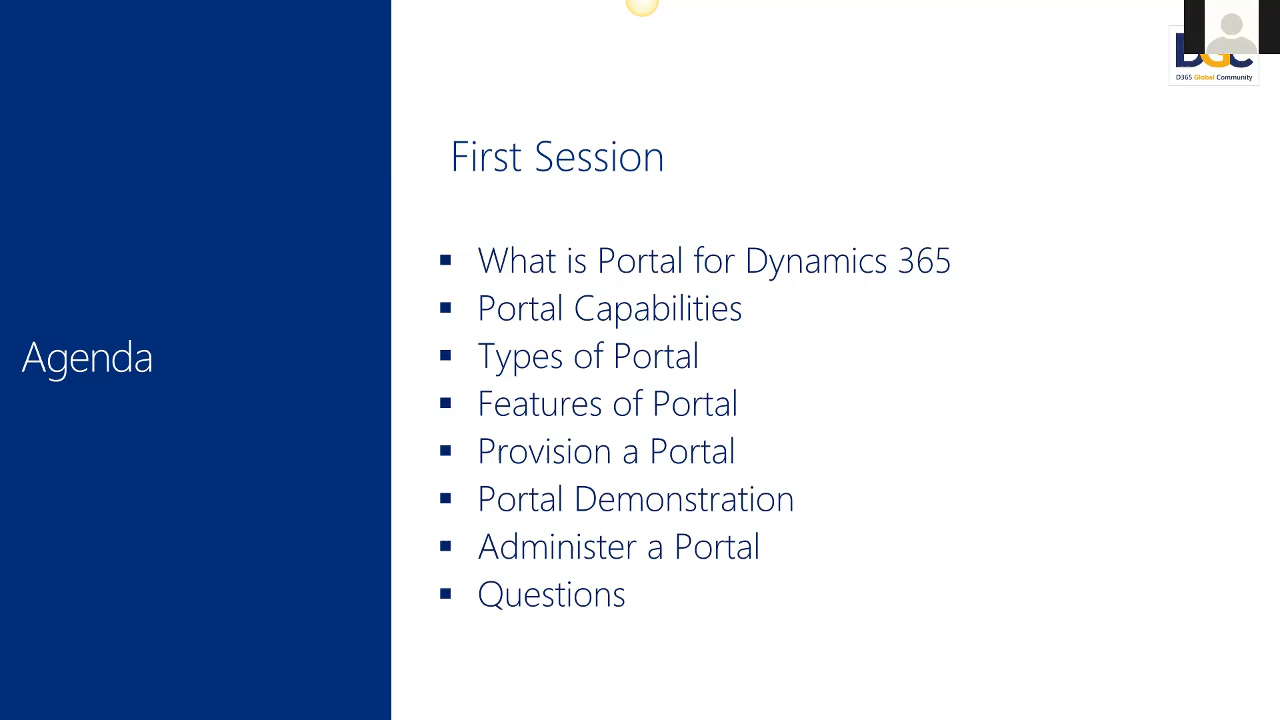 D365 Global Community
First Session
What is Portal for Dynamics 365
Portal Capabilities
Types of Portal
Features of Portal
Provision a Portal
Portal Demonstration
Administer a Portal
Questions
Agenda